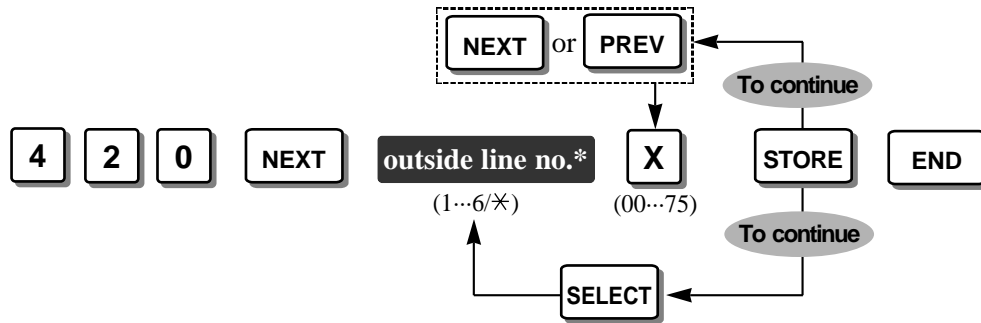 NEXT or PREV
To continue
4 2 0 NEXT outside line no.* X STORE END
(1···6/✳) (00···75)
To continue
SELECT